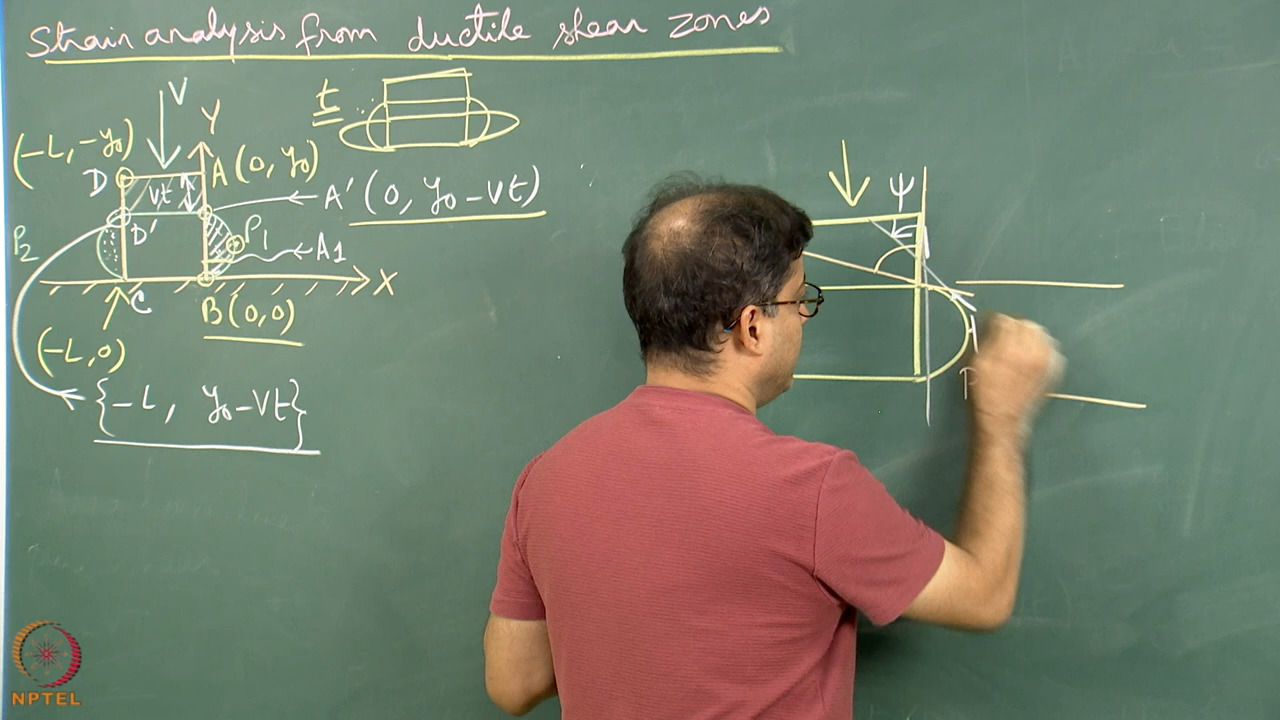 Strain analysis from ductile shear zones
V
t
Y
(-L, -y₀)
D
Vt
A (0, y₀)
A' (0, y₀-Vt)
P₂
D'
P₁
A1
X
C
B(0,0)
(-L,0)
{-L, y₀-Vt}
ψ
P
NPTEL